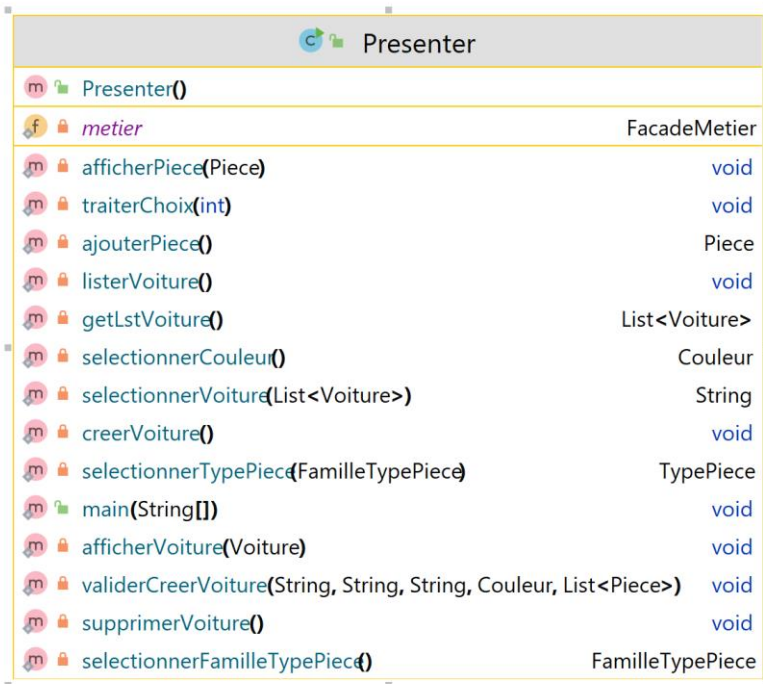 C Presenter
m Presenter()
f metier FacadeMetier
m afficherPiece(Piece) void
m traiterChoix(int) void
m ajouterPiece() Piece
m listerVoiture() void
m getLstVoiture() List<Voiture>
m selectionnerCouleur() Couleur
m selectionnerVoiture(List<Voiture>) String
m creerVoiture() void
m selectionnerTypePiece(FamilleTypePiece) TypePiece
m main(String[]) void
m afficherVoiture(Voiture) void
m validerCreerVoiture(String, String, String, Couleur, List<Piece>) void
m supprimerVoiture() void
m selectionnerFamilleTypePiece() FamilleTypePiece